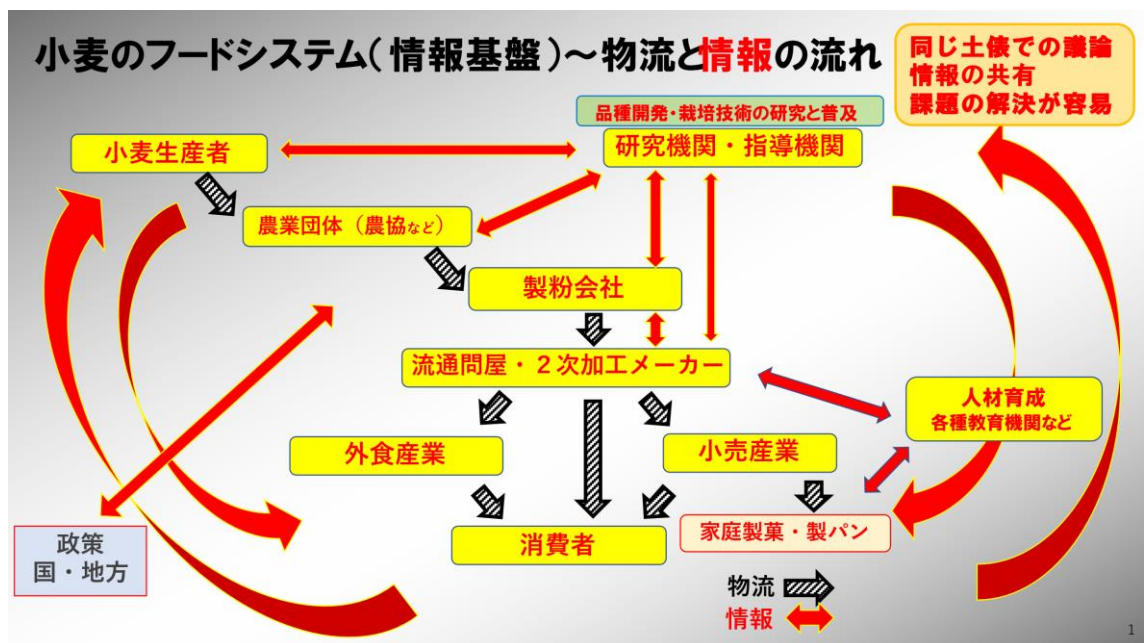 小麦のフードシステム(情報基盤)～物流と情報の流れ
同じ土俵での議論
情報の共有
課題の解決が容易
品種開発・栽培技術の研究と普及
小麦生産者
研究機関・指導機関
農業団体（農協など）
製粉会社
流通問屋・２次加工メーカー
人材育成
各種教育機関など
外食産業
小売産業
家庭製菓・製パン
消費者
政策
国・地方
物流
情報
1